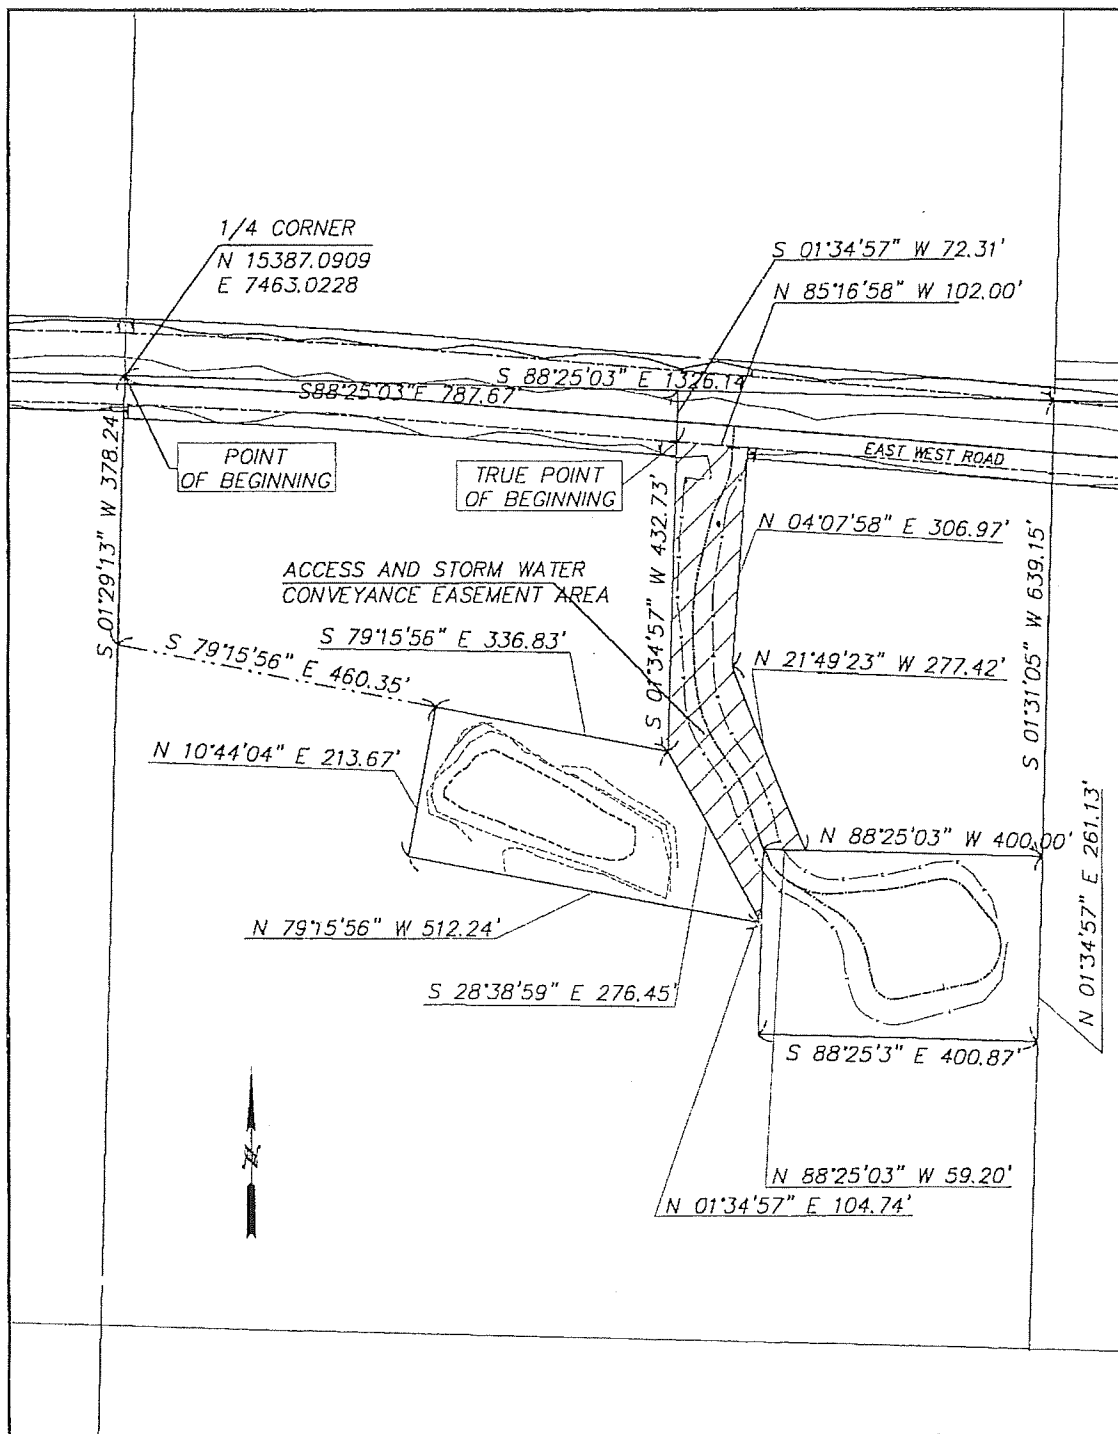 1/4 CORNER
N 15387.0909
E 7463.0228
S 01°34'57" W 72.31'
N 85°16'58" W 102.00'
S 88°25'03" E 1326.14'
S88°25'03"E 787.67'
POINT
OF BEGINNING
TRUE POINT
OF BEGINNING
EAST WEST ROAD
S 01°29'13" W 378.24'
S 01°34'57" W 432.73'
N 04°07'58" E 306.97'
S 01°31'05" W 639.15'
ACCESS AND STORM WATER
CONVEYANCE EASEMENT AREA
S 79°15'56" E 336.83'
S 79°15'56" E 460.35'
N 21°49'23" W 277.42'
N 10°44'04" E 213.67'
N 88°25'03" W 400.00'
N 01°34'57" E 261.13'
N 79°15'56" W 512.24'
S 28°38'59" E 276.45'
S 88°25'3" E 400.87'
N
N 88°25'03" W 59.20'
N 01°34'57" E 104.74'